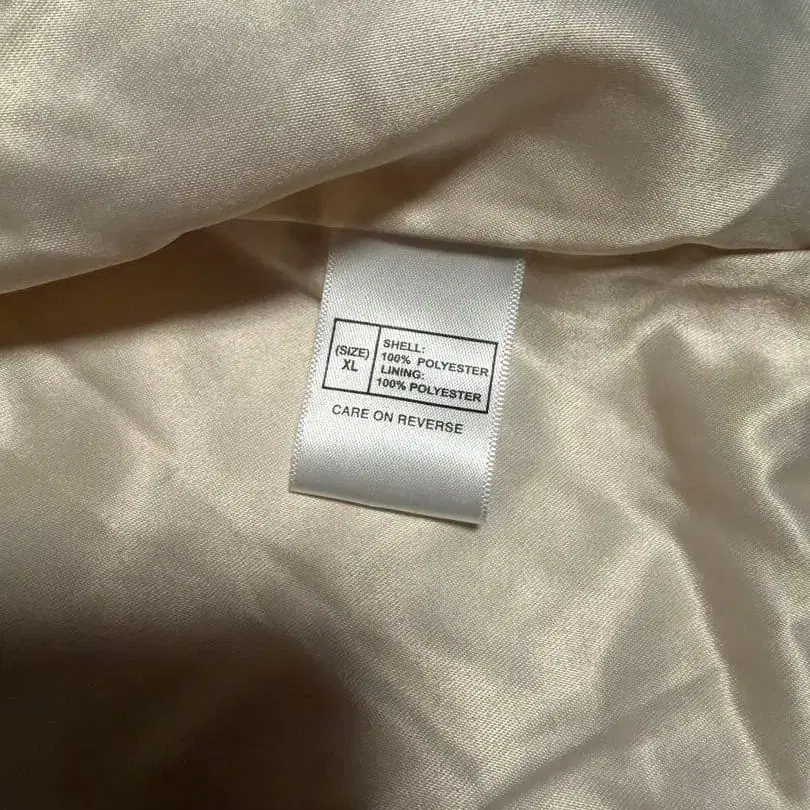 (SIZE)
XL
SHELL:
100% POLYESTER
LINING:
100% POLYESTER
CARE ON REVERSE